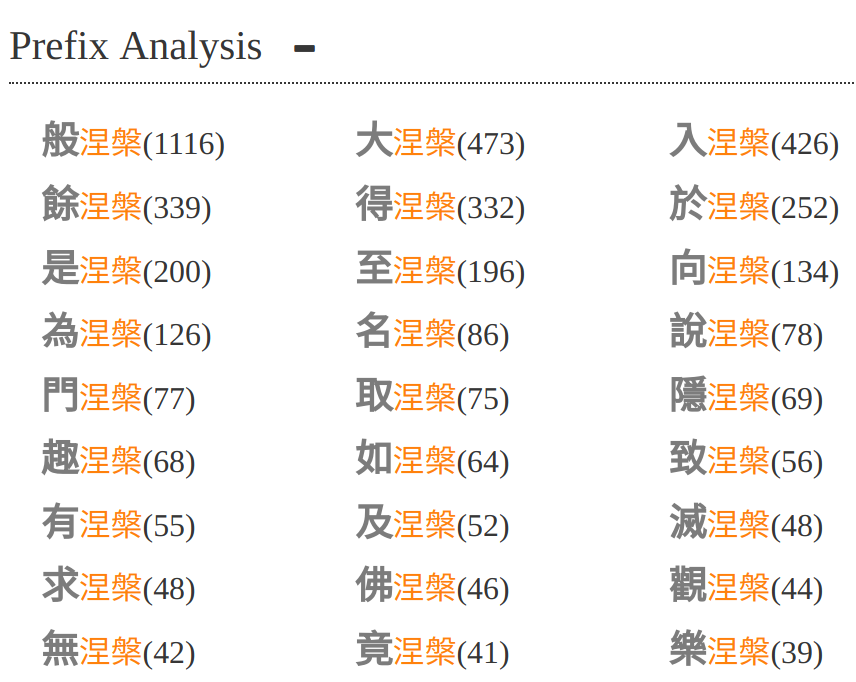 Prefix Analysis −
般涅槃(1116) 大涅槃(473) 入涅槃(426)
餘涅槃(339) 得涅槃(332) 於涅槃(252)
是涅槃(200) 至涅槃(196) 向涅槃(134)
為涅槃(126) 名涅槃(86) 說涅槃(78)
門涅槃(77) 取涅槃(75) 隱涅槃(69)
趣涅槃(68) 如涅槃(64) 致涅槃(56)
有涅槃(55) 及涅槃(52) 滅涅槃(48)
求涅槃(48) 佛涅槃(46) 觀涅槃(44)
無涅槃(42) 竟涅槃(41) 樂涅槃(39)